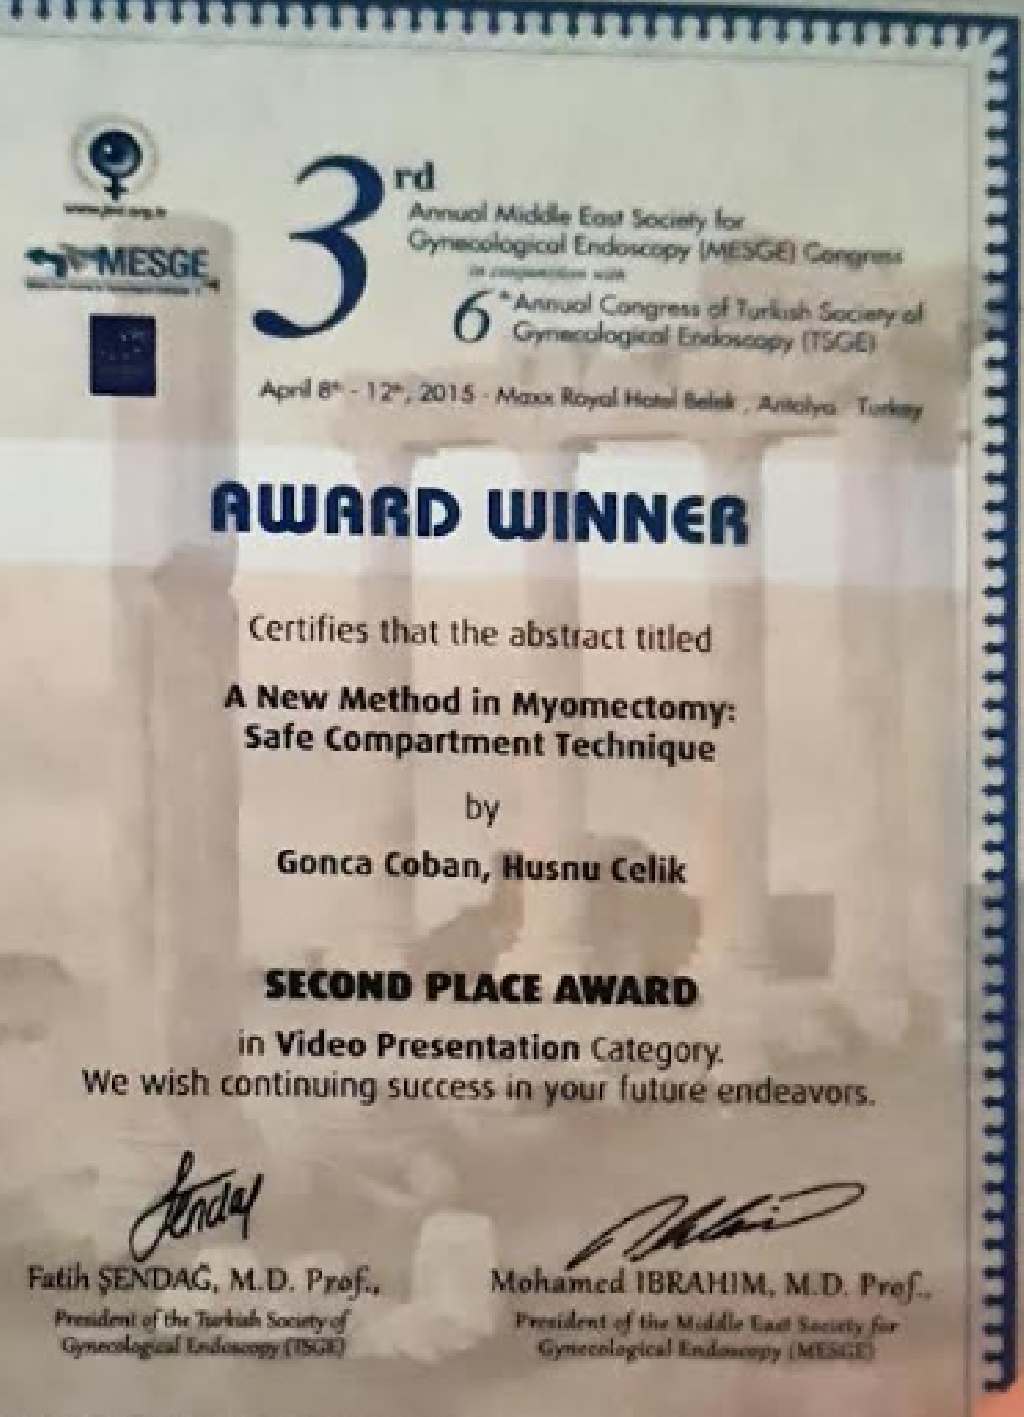 MESGE
3rd
Annual Middle East Society for
Gynecological Endoscopy (MESGE) Congress
in conjunction with
6th Annual Congress of Turkish Society of
Gynecological Endoscopy (TSGE)
April 8th - 12th, 2015 - Maxx Royal Hotel Belek , Antalya Turkey
AWARD WINNER
Certifies that the abstract titled
A New Method in Myomectomy:
Safe Compartment Technique
by
Gonca Coban, Husnu Celik
SECOND PLACE AWARD
in Video Presentation Category.
We wish continuing success in your future endeavors.
Sendag
Fatih ŞENDAĞ, M.D. Prof.,
President of the Turkish Society of
Gynecological Endoscopy (TSGE)
Mohamed IBRAHIM, M.D. Prof..
President of the Middle East Society for
Gynecological Endoscopy (MESGE)